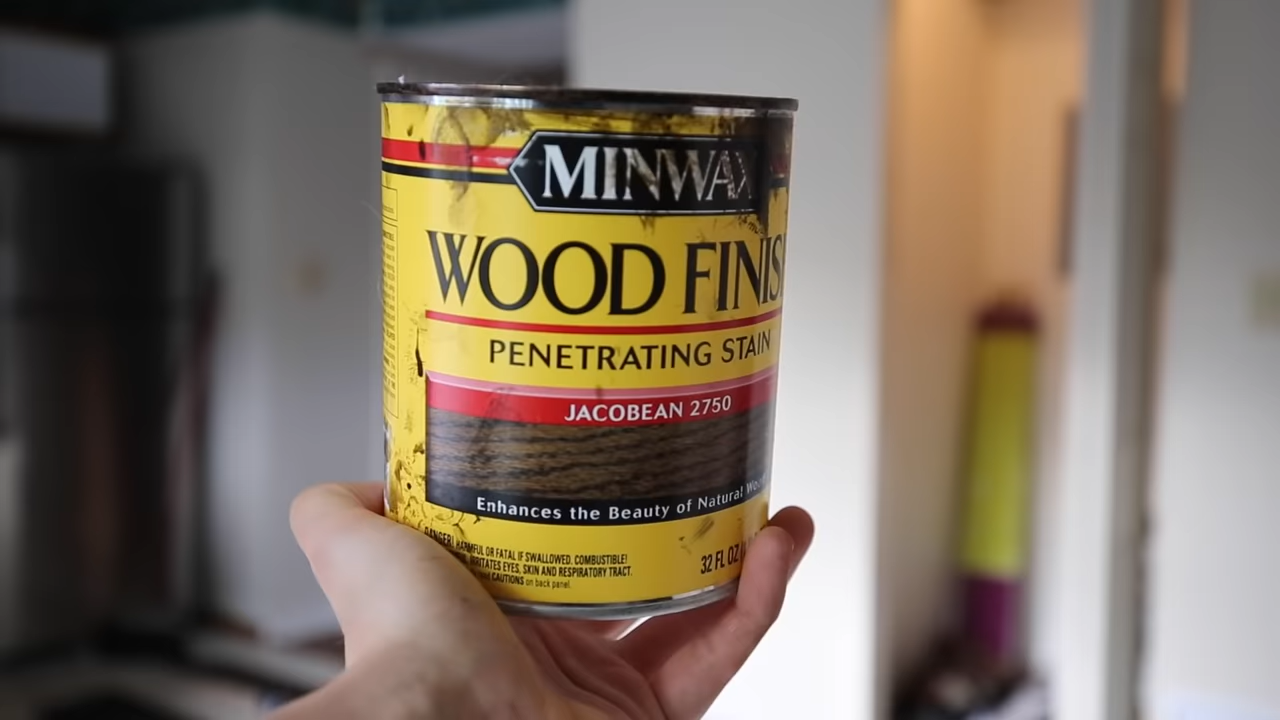 MINWAX
WOOD FINIS
PENETRATING STAIN
JACOBEAN 2750
Enhances the Beauty of Natural
DANGER! HARMFUL OR FATAL IF SWALLOWED. COMBUSTIBLE!
IRRITATES EYES, SKIN AND RESPIRATORY TRACT.
CAUTIONS on back panel.
32 FL OZ